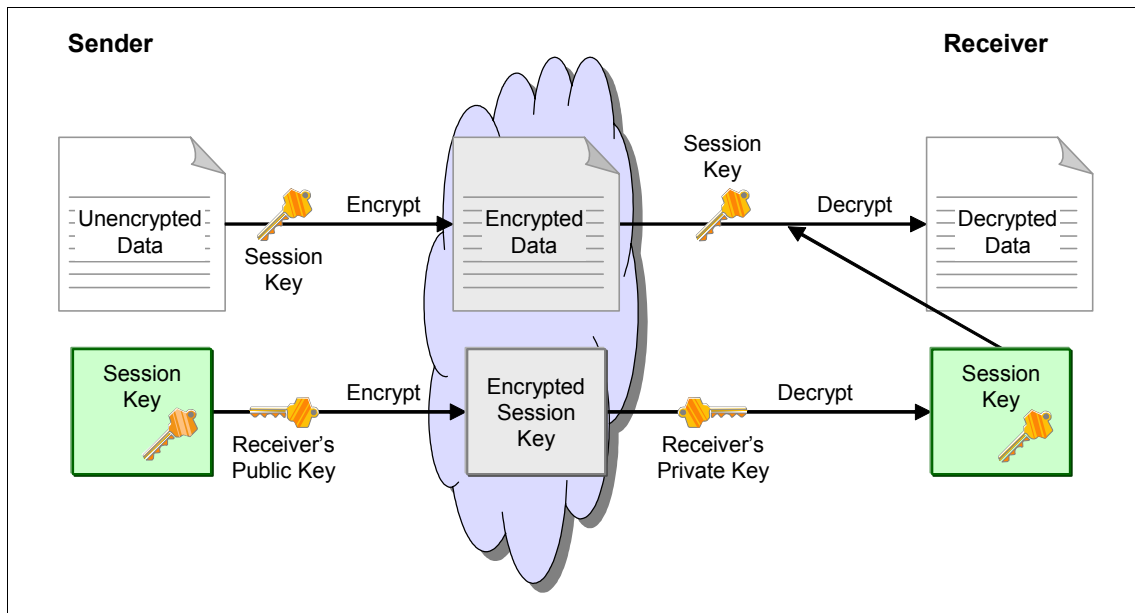 Sender
Receiver
Unencrypted
Data
Session
Key
Encrypt
Encrypted
Data
Session
Key
Decrypt
Decrypted
Data
Session
Key
Receiver's
Public Key
Encrypt
Encrypted
Session
Key
Receiver's
Private Key
Decrypt
Session
Key